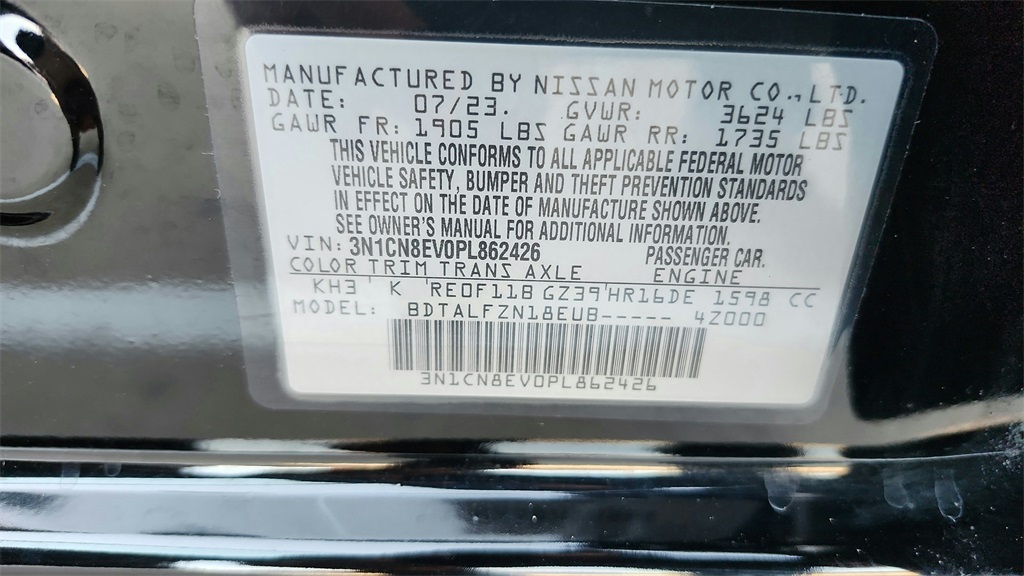 MANUFACTURED BY NISSAN MOTOR CO.,LTD.
DATE: 07/23. GVWR: 3624 LBS
GAWR FR: 1905 LBS GAWR RR: 1735 LBS
THIS VEHICLE CONFORMS TO ALL APPLICABLE FEDERAL MOTOR
VEHICLE SAFETY, BUMPER AND THEFT PREVENTION STANDARDS
IN EFFECT ON THE DATE OF MANUFACTURE SHOWN ABOVE.
SEE OWNER'S MANUAL FOR ADDITIONAL INFORMATION.
VIN: 3N1CN8EV0PL862426 PASSENGER CAR.
COLOR TRIM TRANS AXLE ENGINE
KH3 ' K 'RE0F11B GZ39'HR16DE 1598 CC
MODEL: BDTALFZN18EUB----- 4Z000
3N1CN8EV0PL862426